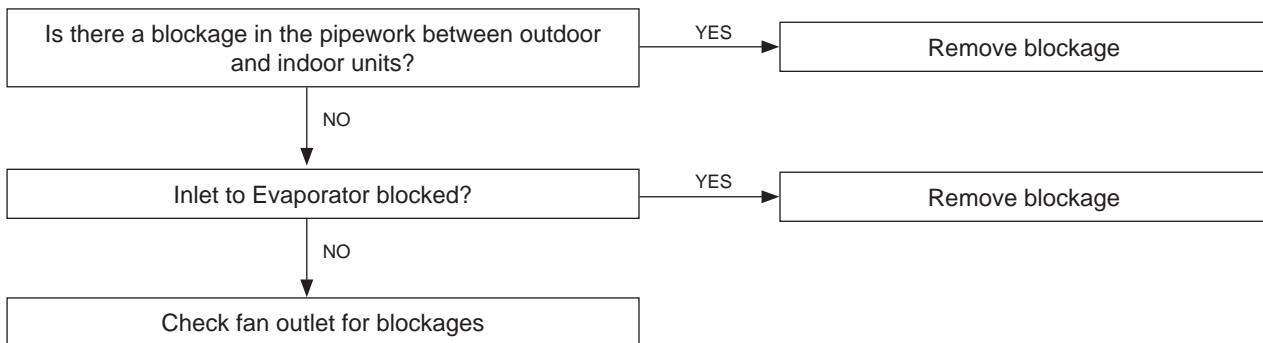 Is there a blockage in the pipework between outdoor
and indoor units?
YES
Remove blockage
NO
Inlet to Evaporator blocked?
YES
Remove blockage
NO
Check fan outlet for blockages